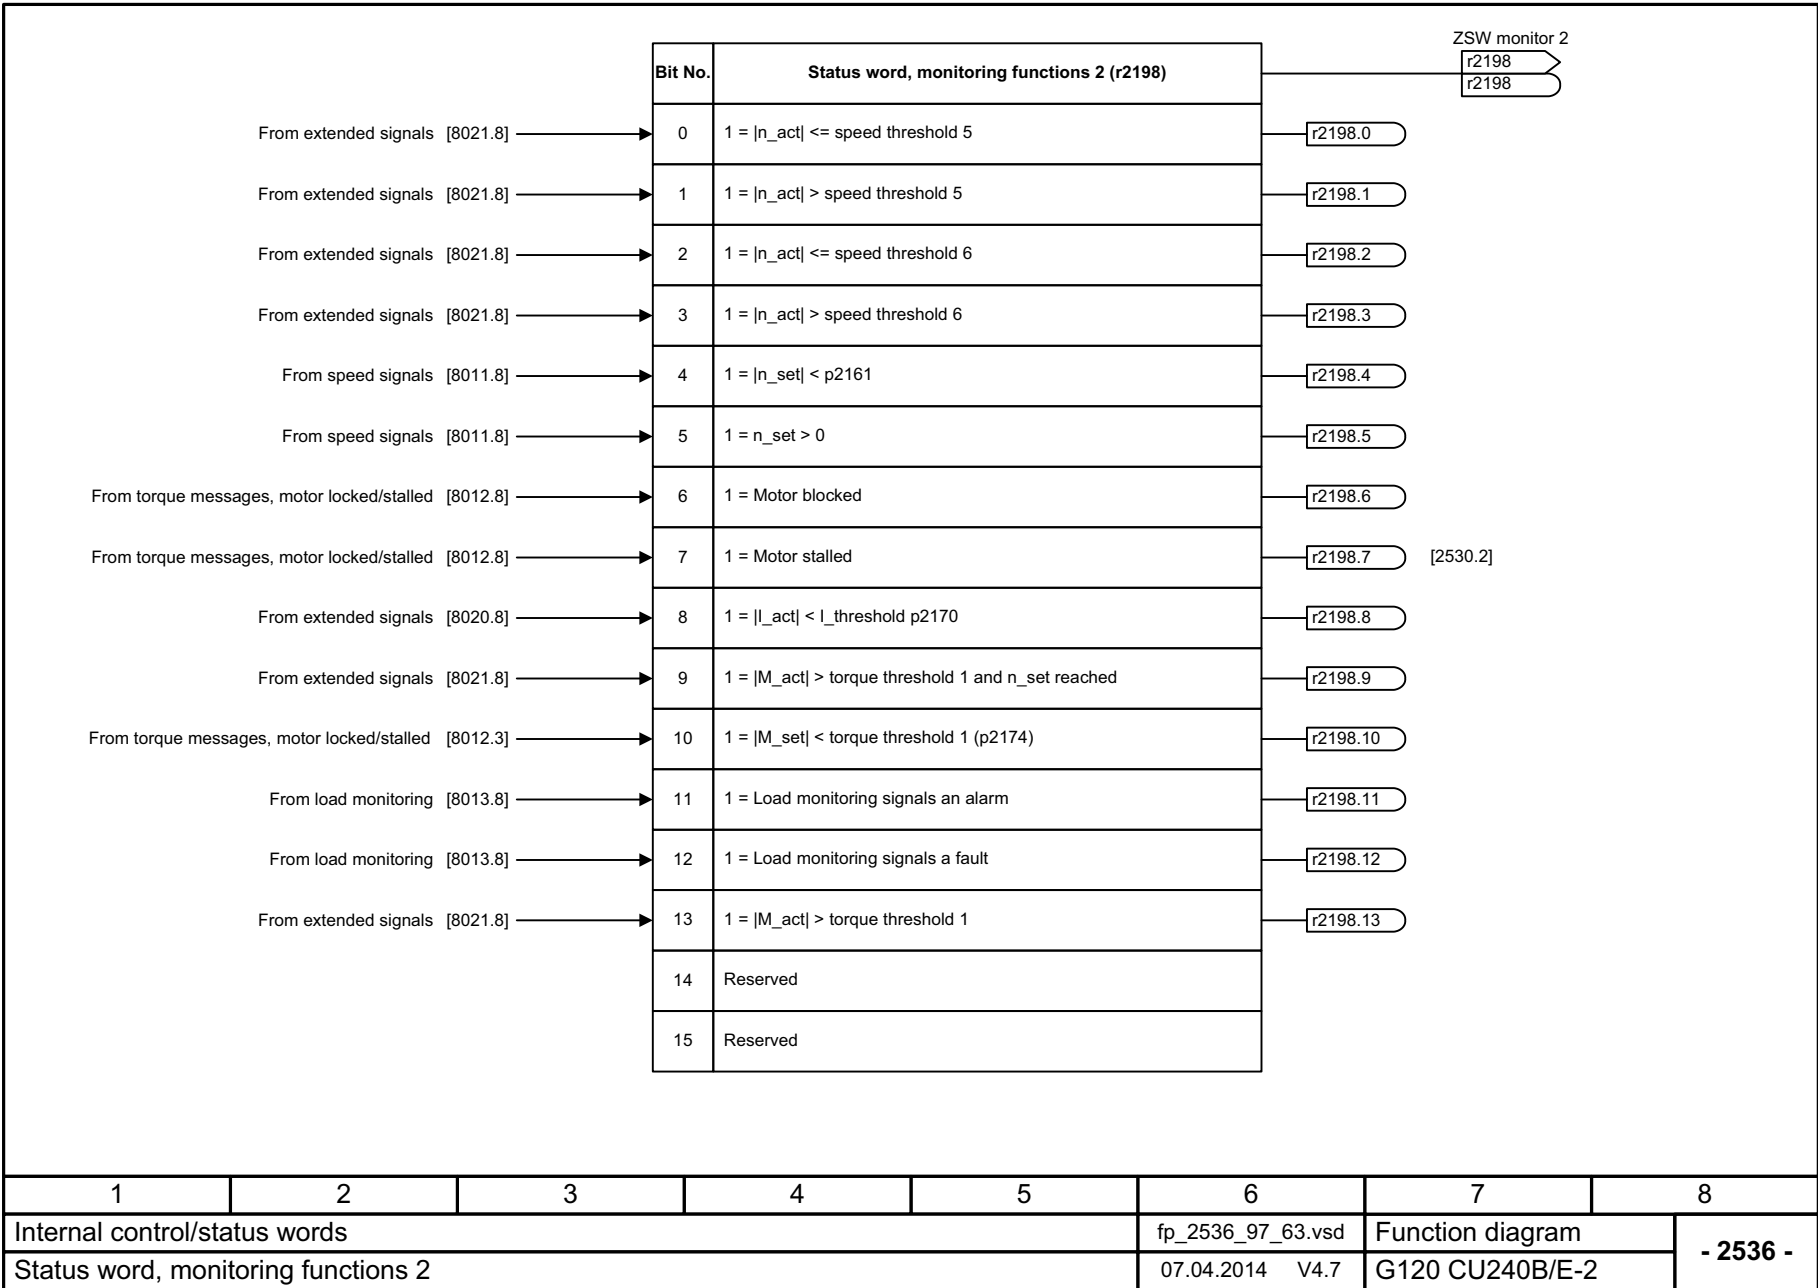 ZSW monitor 2
Bit No. Status word, monitoring functions 2 (r2198) r2198
r2198
From extended signals [8021.8] 0 1 = |n_act| <= speed threshold 5 r2198.0
From extended signals [8021.8] 1 1 = |n_act| > speed threshold 5 r2198.1
From extended signals [8021.8] 2 1 = |n_act| <= speed threshold 6 r2198.2
From extended signals [8021.8] 3 1 = |n_act| > speed threshold 6 r2198.3
From speed signals [8011.8] 4 1 = |n_set| < p2161 r2198.4
From speed signals [8011.8] 5 1 = n_set > 0 r2198.5
From torque messages, motor locked/stalled [8012.8] 6 1 = Motor blocked r2198.6
From torque messages, motor locked/stalled [8012.8] 7 1 = Motor stalled r2198.7 [2530.2]
From extended signals [8020.8] 8 1 = |I_act| < I_threshold p2170 r2198.8
From extended signals [8021.8] 9 1 = |M_act| > torque threshold 1 and n_set reached r2198.9
From torque messages, motor locked/stalled [8012.3] 10 1 = |M_set| < torque threshold 1 (p2174) r2198.10
From load monitoring [8013.8] 11 1 = Load monitoring signals an alarm r2198.11
From load monitoring [8013.8] 12 1 = Load monitoring signals a fault r2198.12
From extended signals [8021.8] 13 1 = |M_act| > torque threshold 1 r2198.13
14 Reserved
15 Reserved
1 2 3 4 5 6 7 8
Internal control/status words fp_2536_97_63.vsd Function diagram - 2536 -
Status word, monitoring functions 2 07.04.2014 V4.7 G120 CU240B/E-2